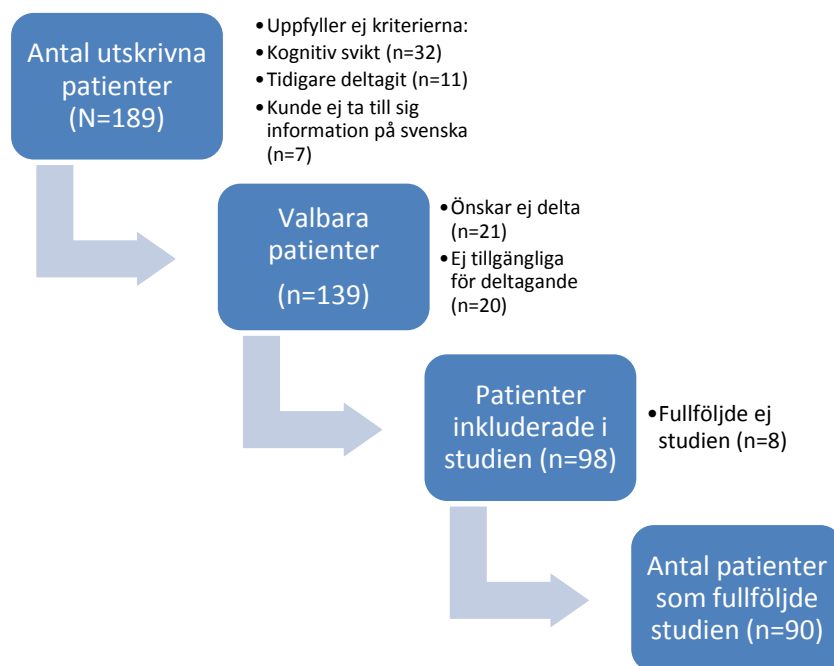 Antal utskrivna
patienter
(N=189)
•Uppfyller ej kriterierna:
•Kognitiv svikt (n=32)
•Tidigare deltagit (n=11)
•Kunde ej ta till sig
information på svenska
(n=7)
Valbara
patienter
(n=139)
•Önskar ej delta
(n=21)
•Ej tillgängliga
för deltagande
(n=20)
Patienter
inkluderade i
studien (n=98)
•Fullföljde ej
studien (n=8)
Antal patienter
som fullföljde
studien (n=90)